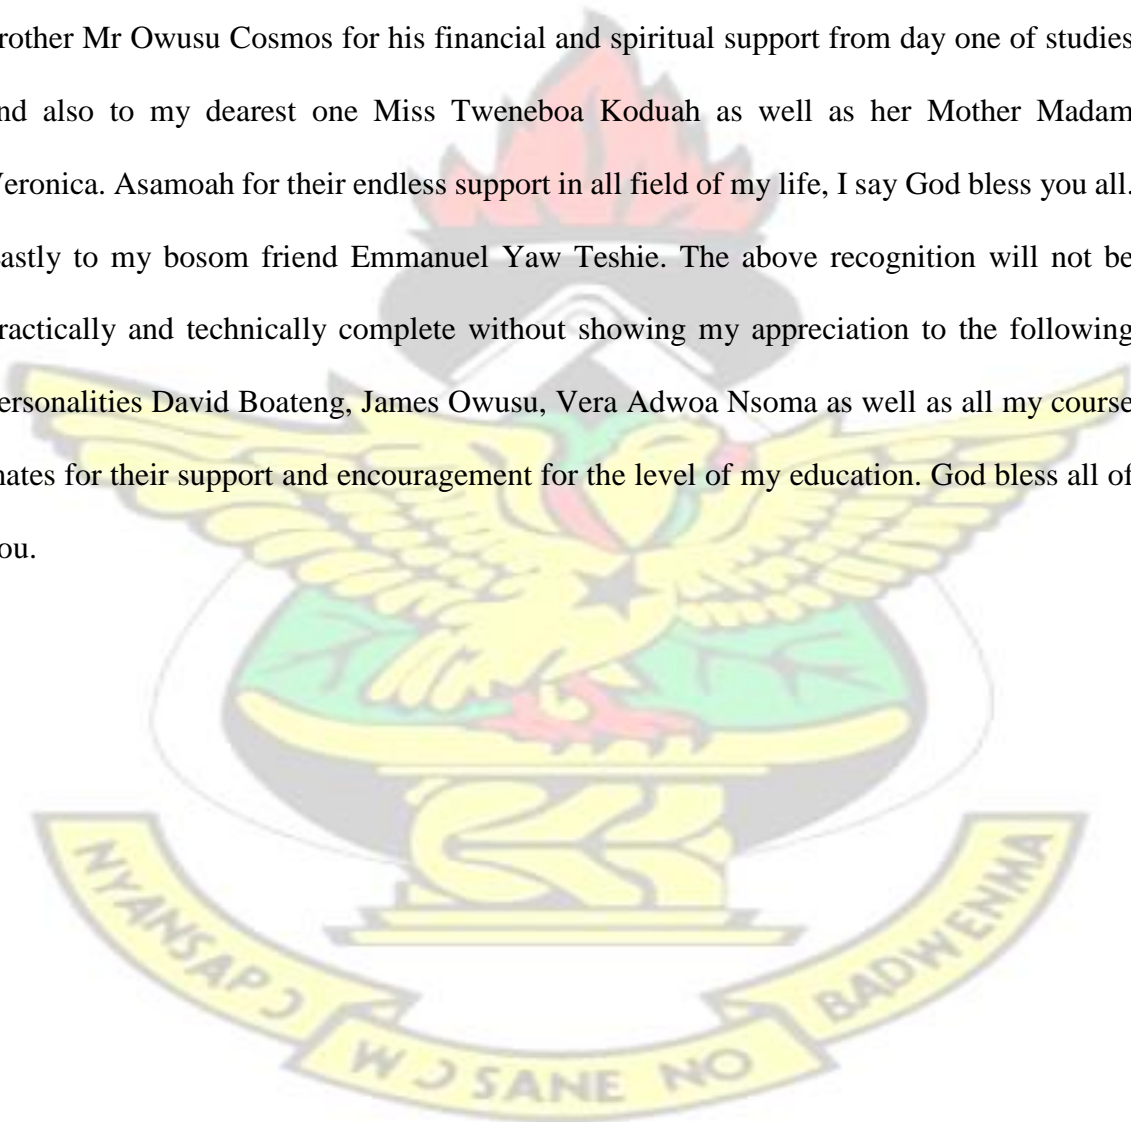 rother Mr Owusu Cosmos for his financial and spiritual support from day one of studies
nd also to my dearest one Miss Tweneboa Koduah as well as her Mother Madam
Veronica. Asamoah for their endless support in all field of my life, I say God bless you all.
astly to my bosom friend Emmanuel Yaw Teshie. The above recognition will not be
ractically and technically complete without showing my appreciation to the following
ersonalities David Boateng, James Owusu, Vera Adwoa Nsoma as well as all my course
mates for their support and encouragement for the level of my education. God bless all of
ou.
NYANSAPƆ
WƆSANE NO
BADWENMA